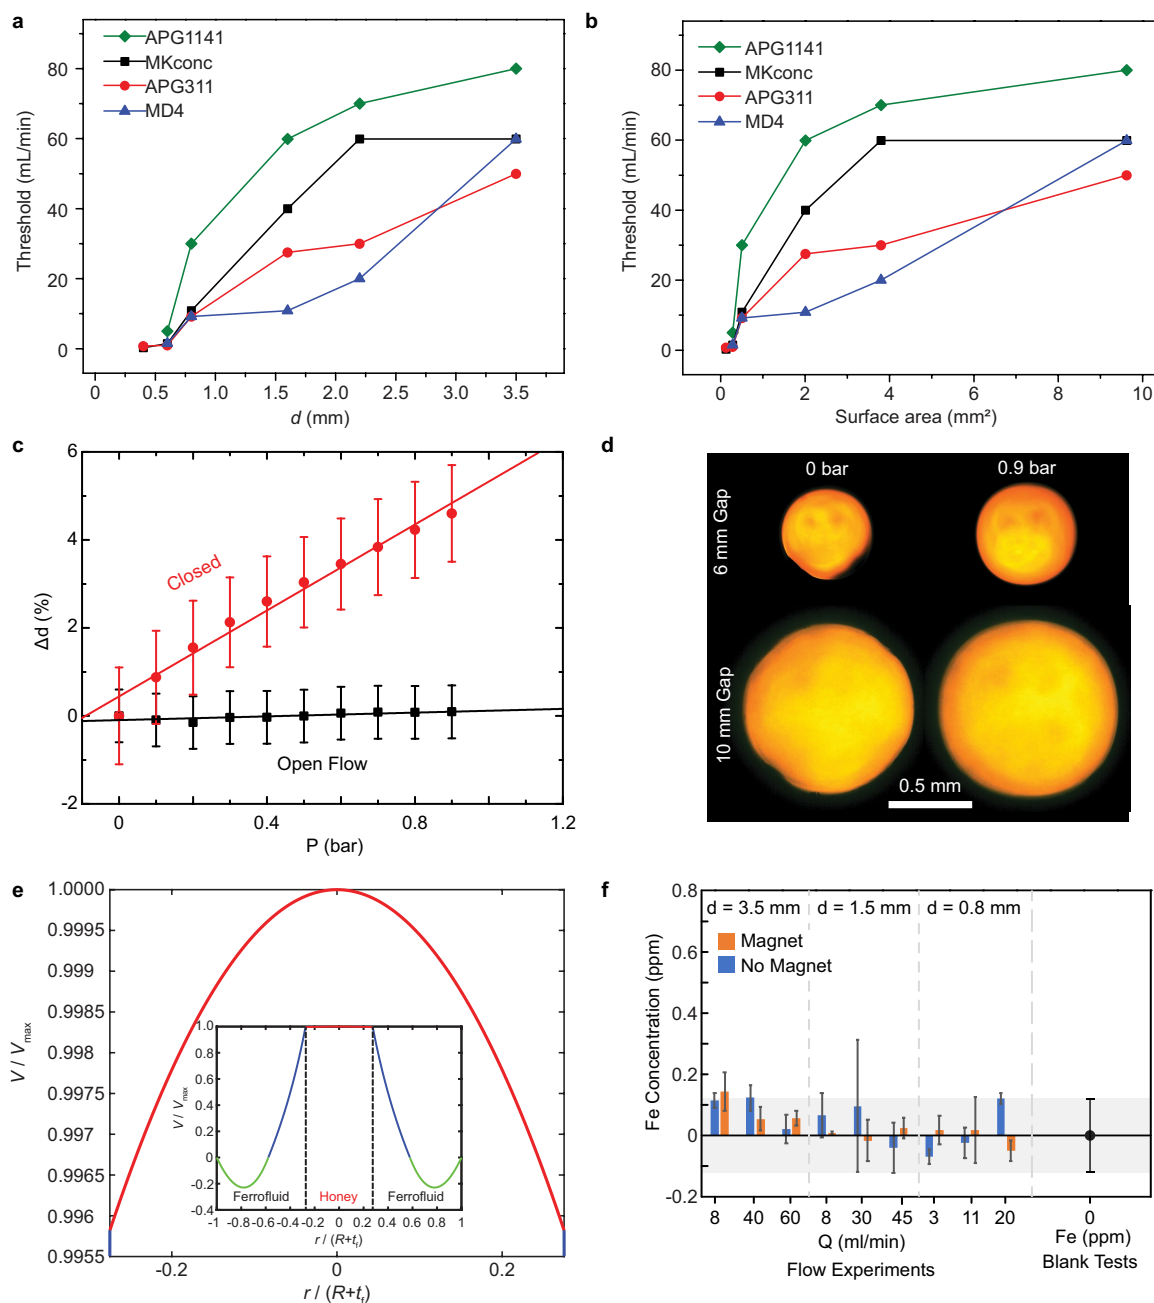 a
APG1141
MKconc
APG311
MD4
Threshold (mL/min)
80
60
40
20
0
0
0.5
1.0
1.5
2.0
2.5
3.0
3.5
d (mm)
b
APG1141
MKconc
APG311
MD4
Threshold (mL/min)
80
60
40
20
0
0
2
4
6
8
10
Surface area (mm²)
c
6
4
2
0
-2
Δd (%)
Closed
Open Flow
0
0.4
0.8
1.2
P (bar)
d
0 bar
0.9 bar
6 mm Gap
10 mm Gap
0.5 mm
e
1.0000
0.9995
0.999
0.9985
0.998
0.9975
0.997
0.9965
0.996
0.9955
V / Vmax
-0.2
0
0.2
r / (R+tf)
1.0
0.8
0.6
0.4
0.2
0
-0.2
-0.4
V / Vmax
Ferrofluid
Honey
Ferrofluid
-1
-0.8
-0.6
-0.4
-0.2
0
0.2
0.4
0.6
0.8
1
r / (R+tf)
f
0.8
0.6
0.4
0.2
0
-0.2
Fe Concentration (ppm)
d = 3.5 mm
d = 1.5 mm
d = 0.8 mm
Magnet
No Magnet
8
40
60
8
30
45
3
11
20
0
Q (ml/min)
Fe (ppm)
Flow Experiments
Blank Tests